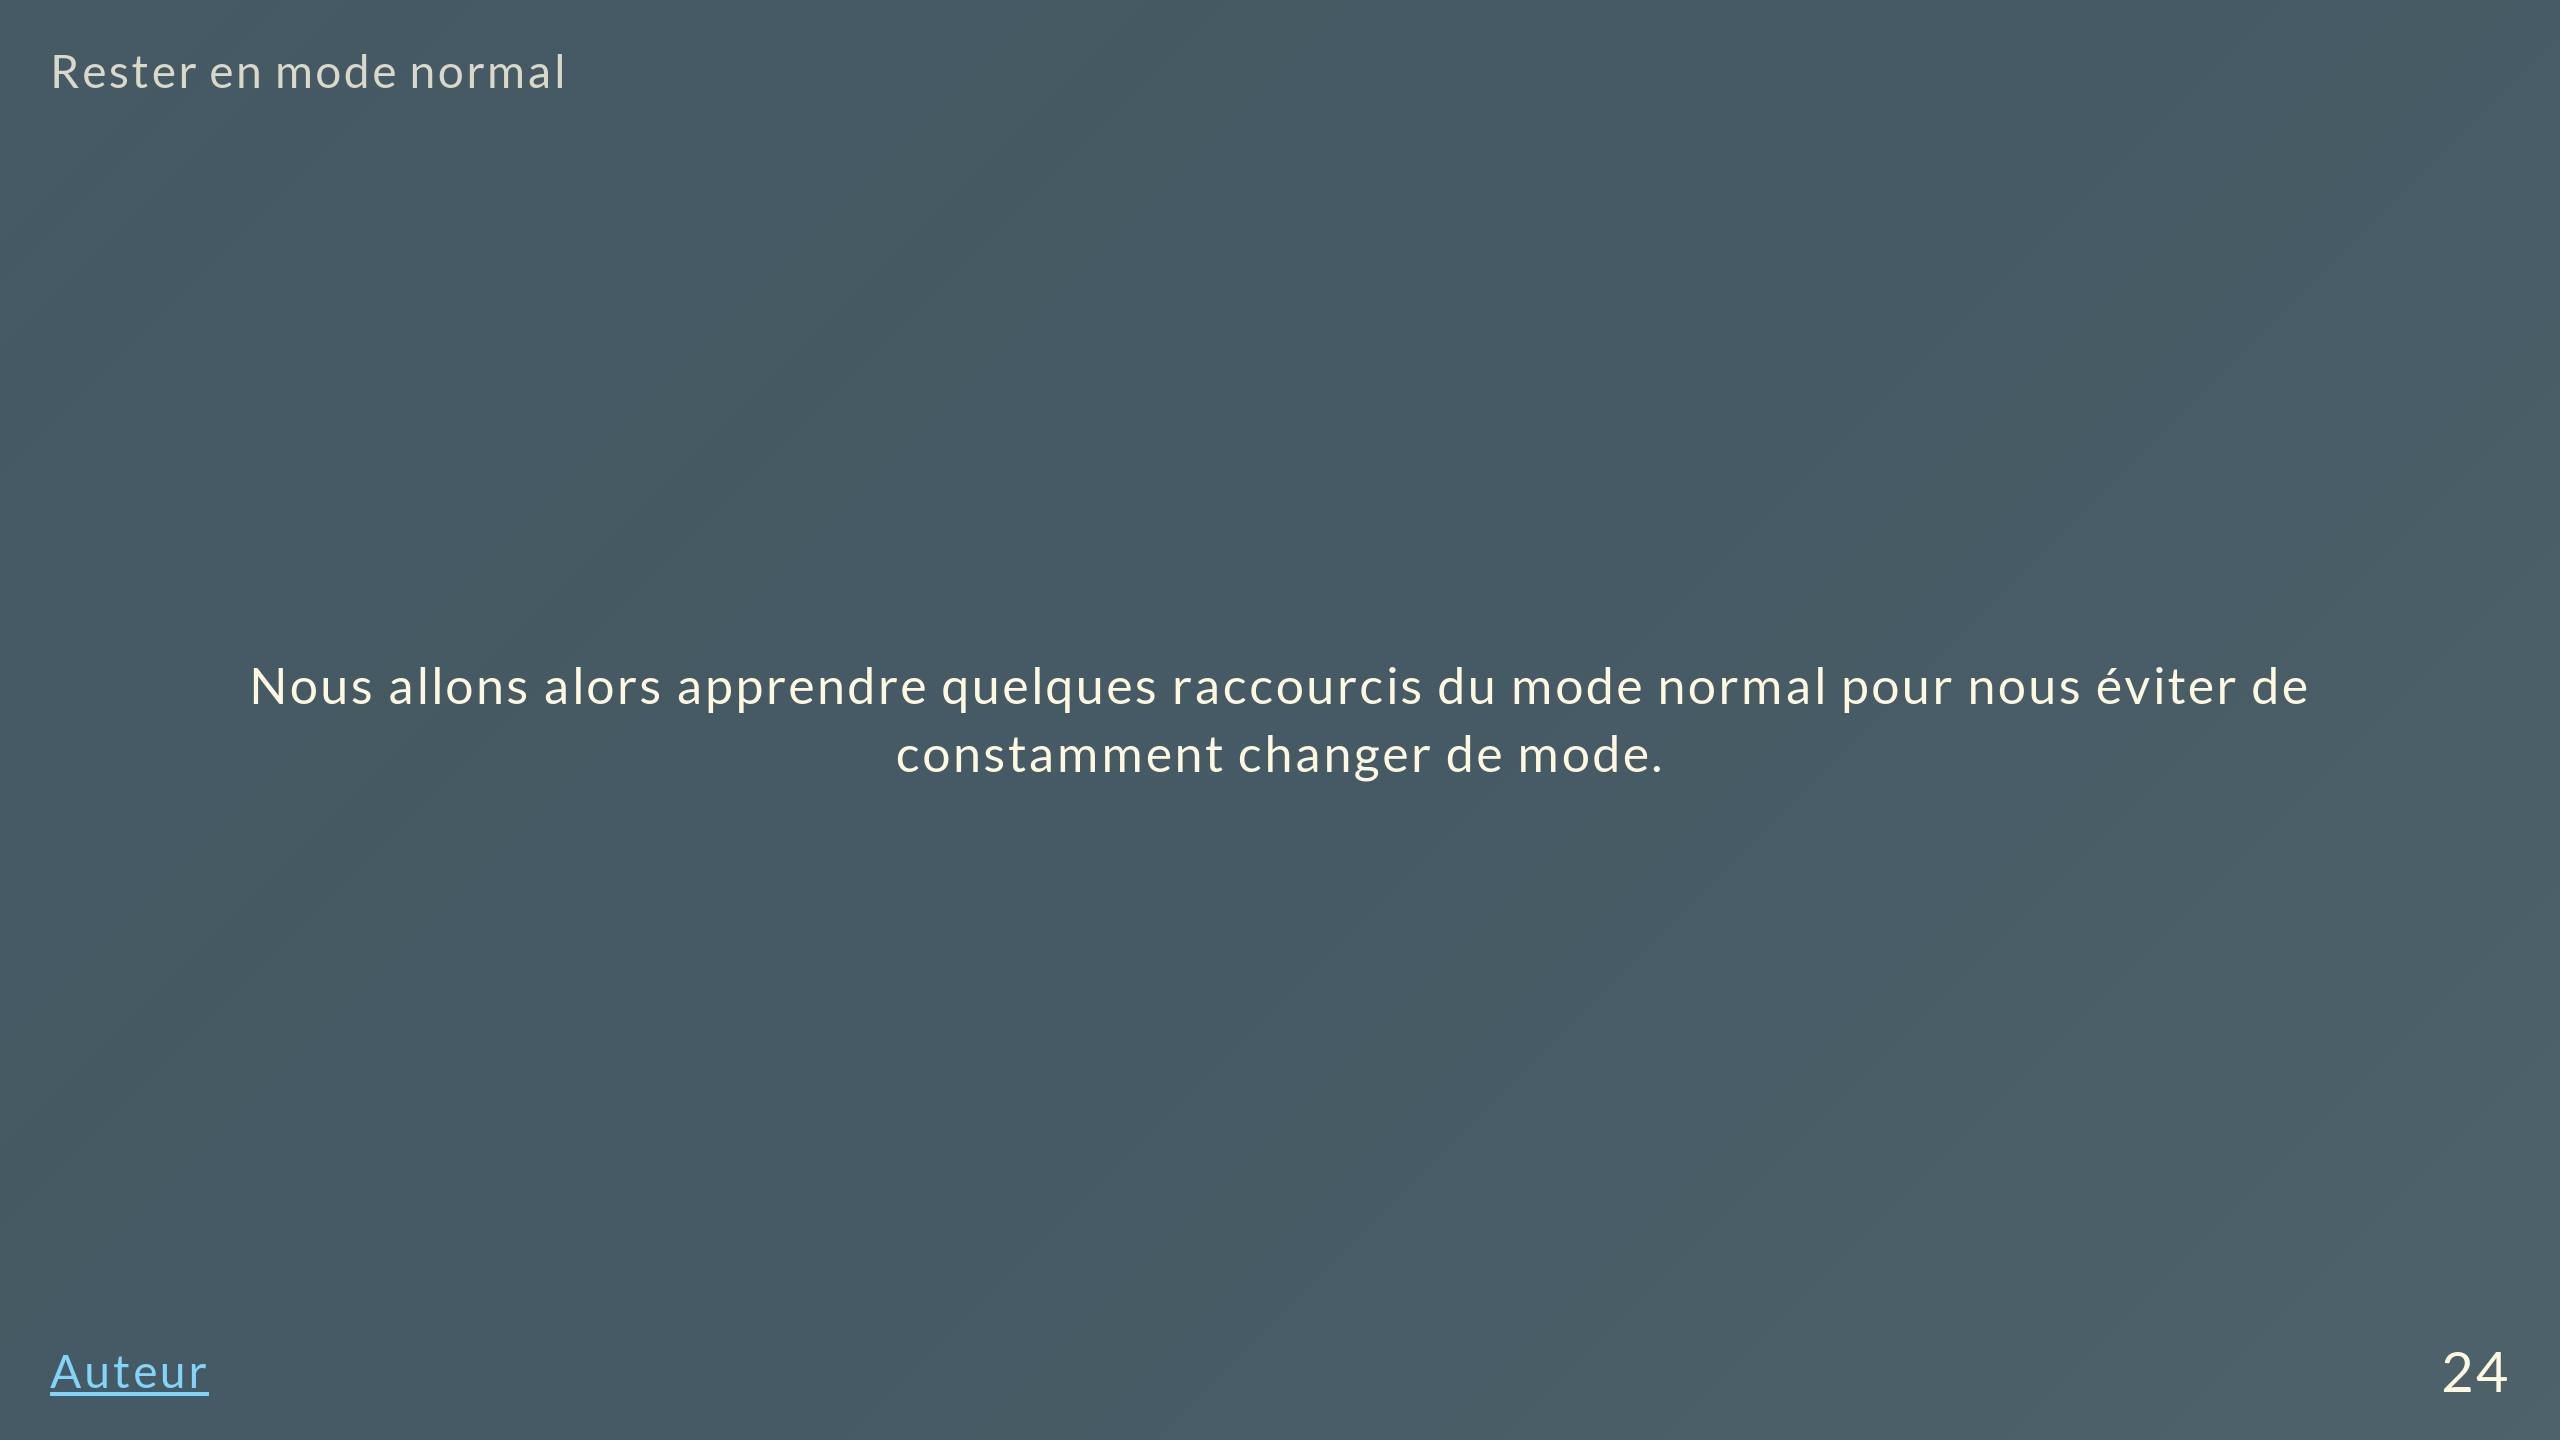 Rester en mode normal
Nous allons alors apprendre quelques raccourcis du mode normal pour nous éviter de
constamment changer de mode.
Auteur
24